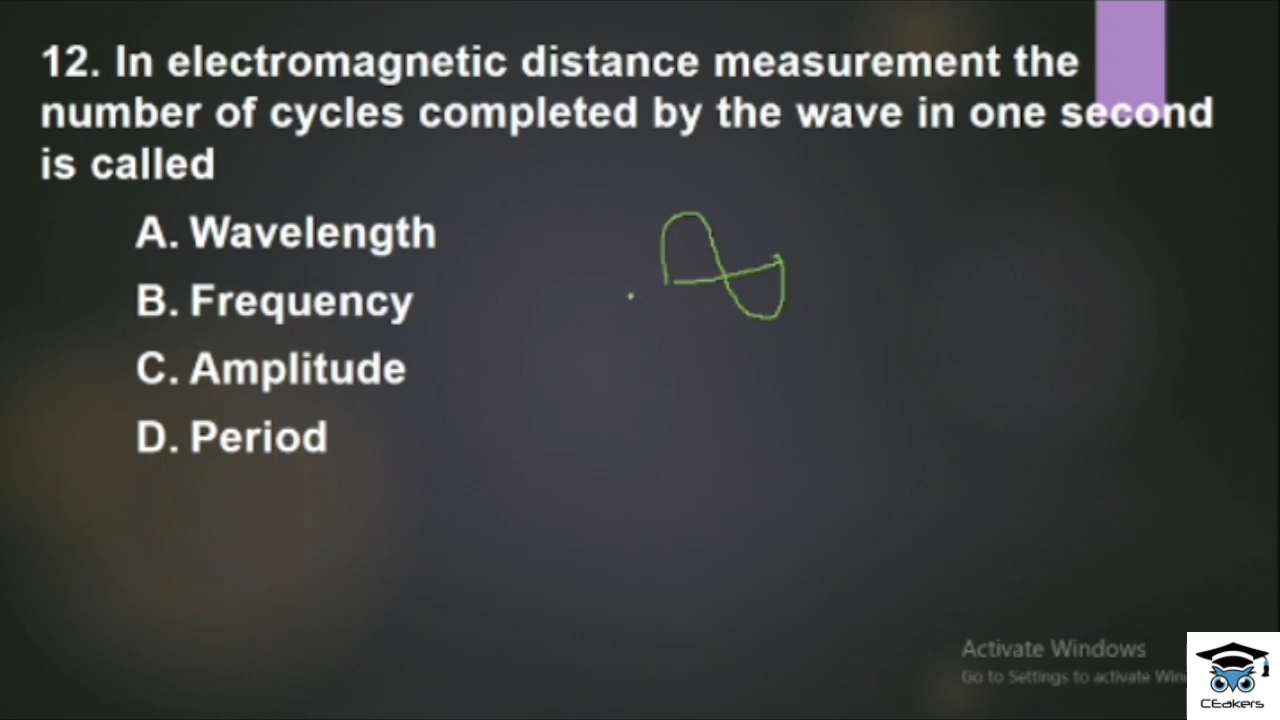 12. In electromagnetic distance measurement the
number of cycles completed by the wave in one second
is called
A. Wavelength
B. Frequency
C. Amplitude
D. Period
Activate Windows
Go to Settings to activate Win
CEakers